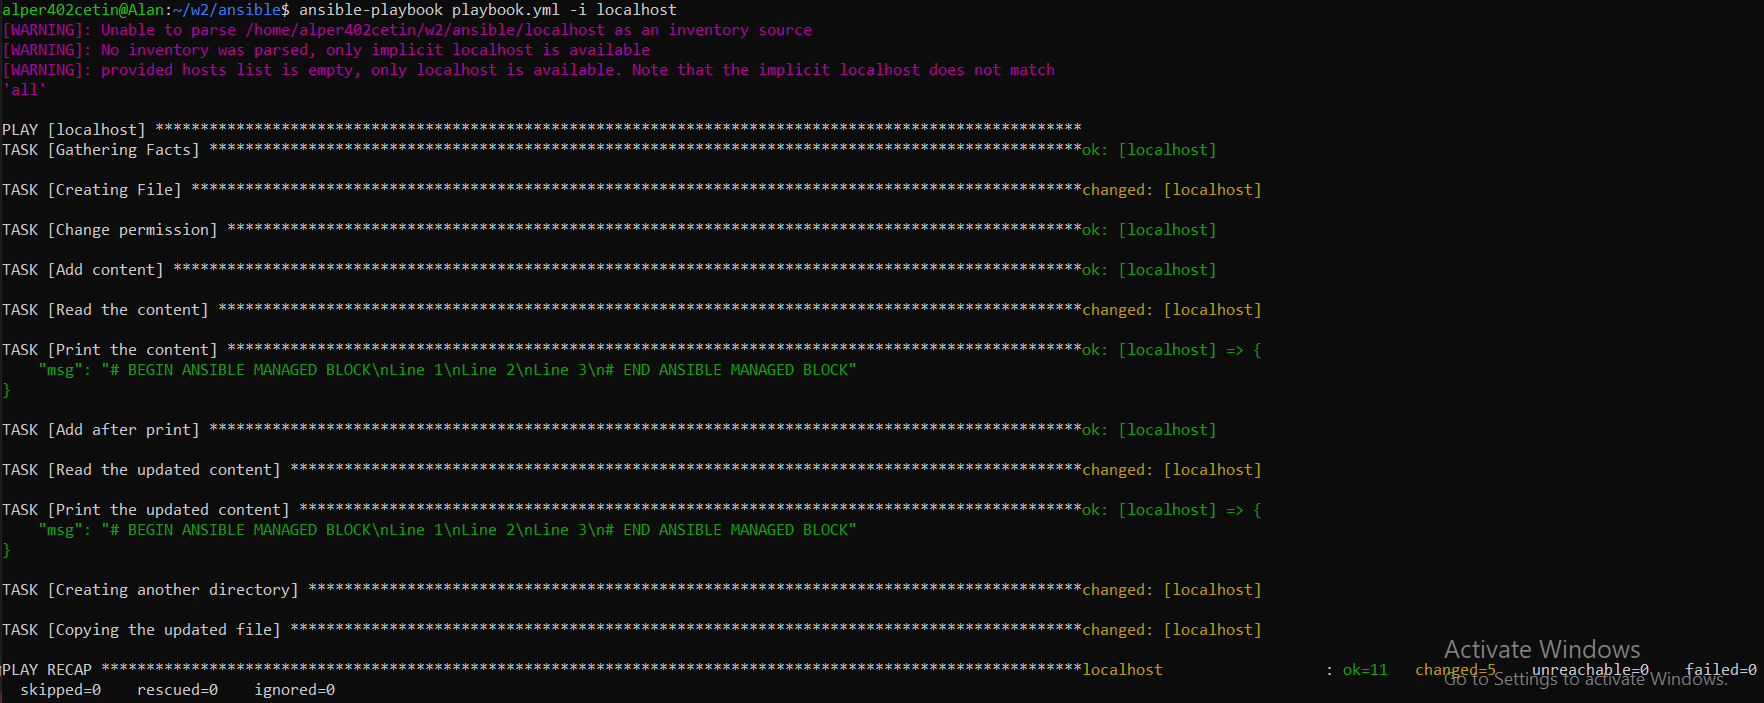 alper402cetin@Alan:~/w2/ansible$ ansible-playbook playbook.yml -i localhost
[WARNING]: Unable to parse /home/alper402cetin/w2/ansible/localhost as an inventory source
[WARNING]: No inventory was parsed, only implicit localhost is available
[WARNING]: provided hosts list is empty, only localhost is available. Note that the implicit localhost does not match
'all'
PLAY [localhost] *******************************************************************************************************
TASK [Gathering Facts] *************************************************************************************************ok: [localhost]
TASK [Creating File] ***************************************************************************************************changed: [localhost]
TASK [Change permission] ***********************************************************************************************ok: [localhost]
TASK [Add content] *****************************************************************************************************ok: [localhost]
TASK [Read the content] ************************************************************************************************changed: [localhost]
TASK [Print the content] ***********************************************************************************************ok: [localhost] => {
    "msg": "# BEGIN ANSIBLE MANAGED BLOCK\nLine 1\nLine 2\nLine 3\n# END ANSIBLE MANAGED BLOCK"
}
TASK [Add after print] *************************************************************************************************ok: [localhost]
TASK [Read the updated content] ****************************************************************************************changed: [localhost]
TASK [Print the updated content] ***************************************************************************************ok: [localhost] => {
    "msg": "# BEGIN ANSIBLE MANAGED BLOCK\nLine 1\nLine 2\nLine 3\n# END ANSIBLE MANAGED BLOCK"
}
TASK [Creating another directory] **************************************************************************************changed: [localhost]
TASK [Copying the updated file] ****************************************************************************************changed: [localhost]
PLAY RECAP *************************************************************************************************************localhost                  : ok=11   changed=5    unreachable=0    failed=0
  skipped=0    rescued=0    ignored=0
Activate Windows
Go to Settings to activate Windows.